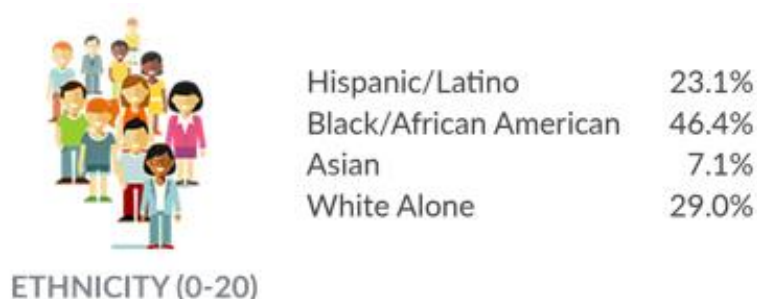 Hispanic/Latino 23.1%
Black/African American 46.4%
Asian 7.1%
White Alone 29.0%
ETHNICITY (0-20)